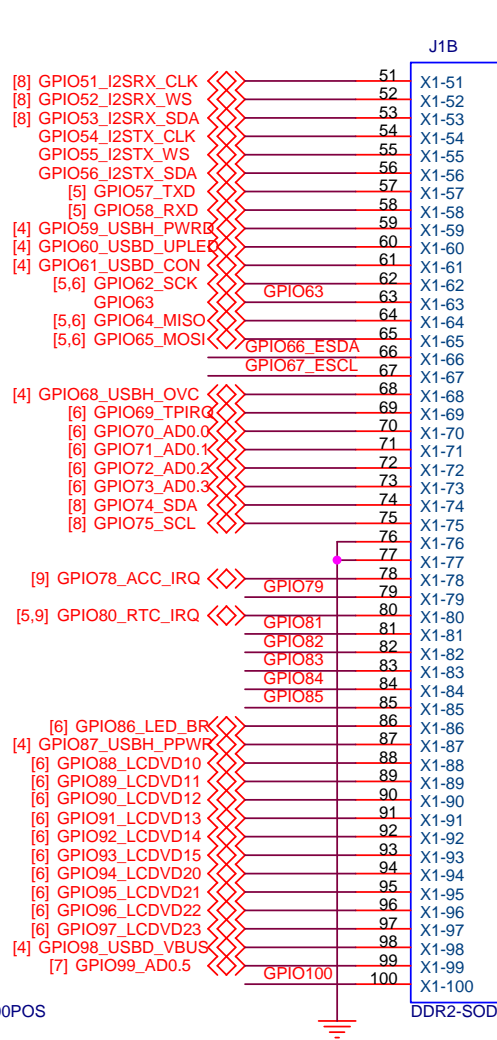 J1B
[8] GPIO51_I2SRX_CLK 51 X1-51
[8] GPIO52_I2SRX_WS 52 X1-52
[8] GPIO53_I2SRX_SDA 53 X1-53
GPIO54_I2STX_CLK 54 X1-54
GPIO55_I2STX_WS 55 X1-55
GPIO56_I2STX_SDA 56 X1-56
[5] GPIO57_TXD 57 X1-57
[5] GPIO58_RXD 58 X1-58
[4] GPIO59_USBH_PWRD 59 X1-59
[4] GPIO60_USBD_UPLED 60 X1-60
[4] GPIO61_USBD_CON 61 X1-61
[5,6] GPIO62_SCK 62 X1-62
GPIO63 GPIO63 63 X1-63
[5,6] GPIO64_MISO 64 X1-64
[5,6] GPIO65_MOSI 65 X1-65
GPIO66_ESDA 66 X1-66
GPIO67_ESCL 67 X1-67
[4] GPIO68_USBH_OVC 68 X1-68
[6] GPIO69_TPIRQ 69 X1-69
[6] GPIO70_AD0.0 70 X1-70
[6] GPIO71_AD0.1 71 X1-71
[6] GPIO72_AD0.2 72 X1-72
[6] GPIO73_AD0.3 73 X1-73
[8] GPIO74_SDA 74 X1-74
[8] GPIO75_SCL 75 X1-75
76 X1-76
77 X1-77
[9] GPIO78_ACC_IRQ 78 X1-78
GPIO79 79 X1-79
[5,9] GPIO80_RTC_IRQ 80 X1-80
GPIO81 81 X1-81
GPIO82 82 X1-82
GPIO83 83 X1-83
GPIO84 84 X1-84
GPIO85 85 X1-85
[6] GPIO86_LED_BR 86 X1-86
[4] GPIO87_USBH_PPWR 87 X1-87
[6] GPIO88_LCDVD10 88 X1-88
[6] GPIO89_LCDVD11 89 X1-89
[6] GPIO90_LCDVD12 90 X1-90
[6] GPIO91_LCDVD13 91 X1-91
[6] GPIO92_LCDVD14 92 X1-92
[6] GPIO93_LCDVD15 93 X1-93
[6] GPIO94_LCDVD20 94 X1-94
[6] GPIO95_LCDVD21 95 X1-95
[6] GPIO96_LCDVD22 96 X1-96
[6] GPIO97_LCDVD23 97 X1-97
[4] GPIO98_USBD_VBUS 98 X1-98
[7] GPIO99_AD0.5 99 X1-99
GPIO100 100 X1-100
0POS DDR2-SOD